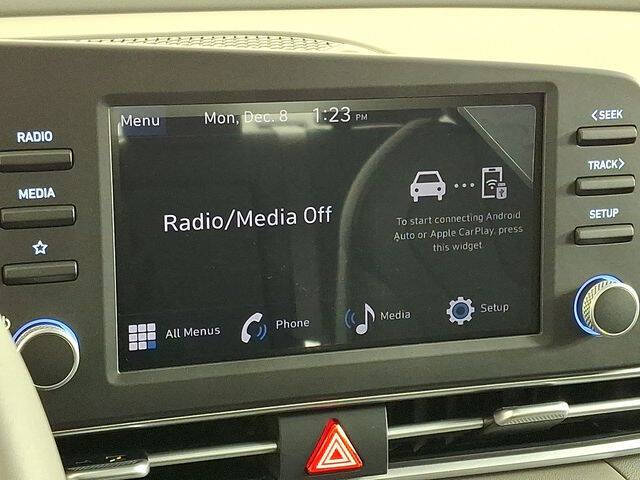 Menu Mon, Dec. 8 1:23 PM
RADIO
MEDIA
< SEEK
TRACK >
SETUP
Radio/Media Off
To start connecting Android
Auto or Apple CarPlay, press
this widget.
All Menus Phone Media Setup